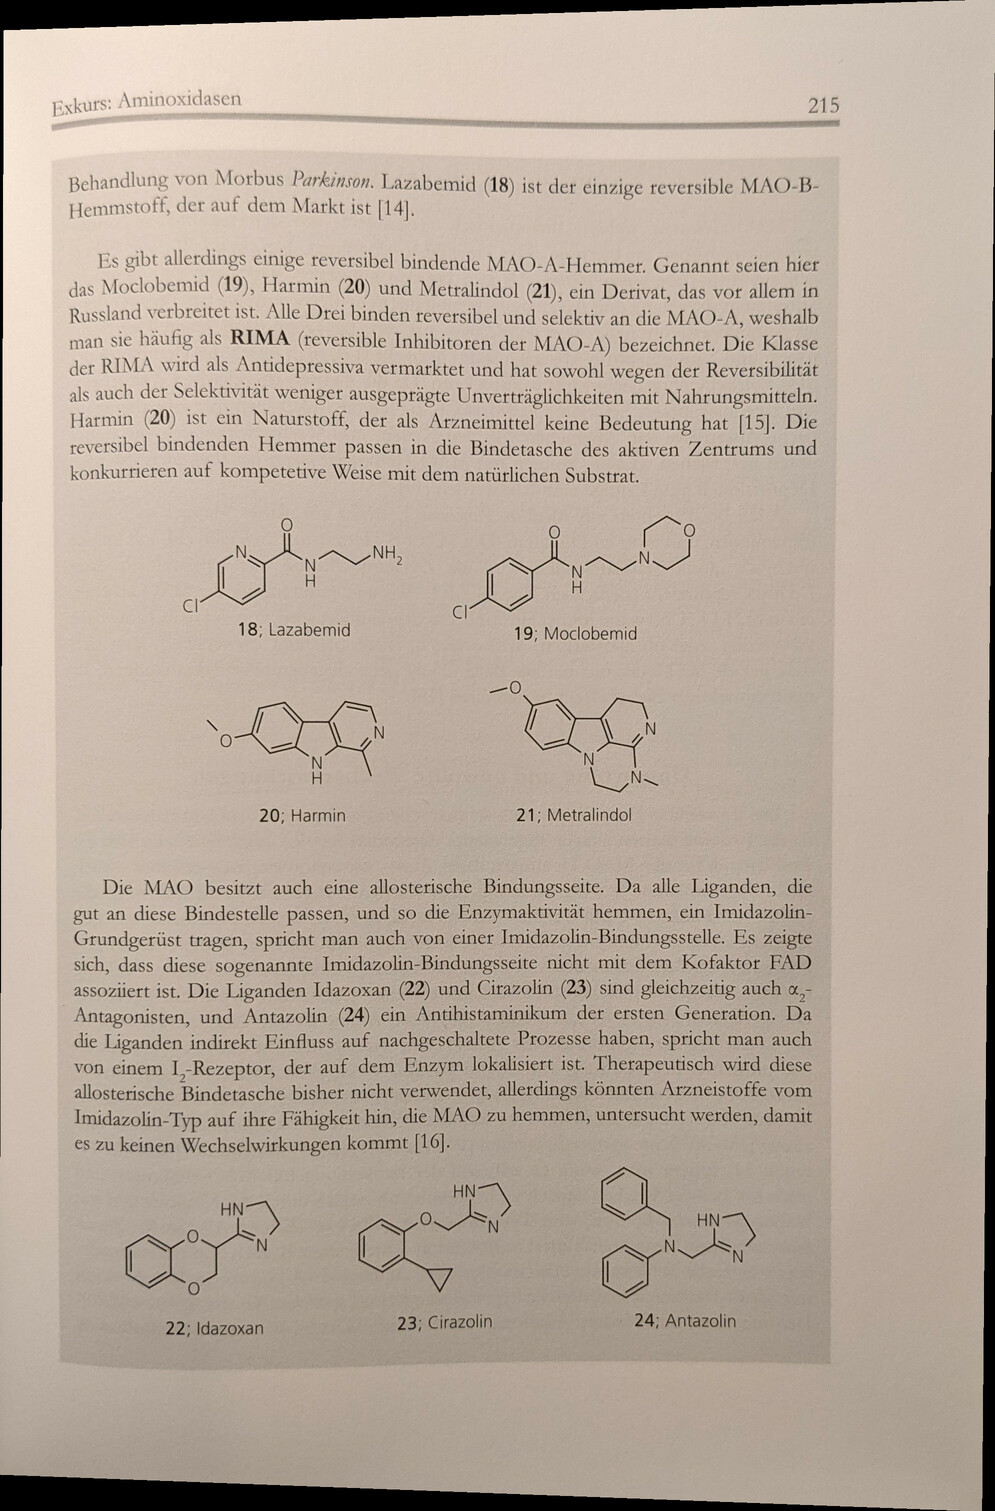 Exkurs: Aminoxidasen 215
Behandlung von Morbus Parkinson. Lazabemid (18) ist der einzige reversible MAO-B-
Hemmstoff, der auf dem Markt ist [14].
Es gibt allerdings einige reversibel bindende MAO-A-Hemmer. Genannt seien hier
das Moclobemid (19), Harmin (20) und Metralindol (21), ein Derivat, das vor allem in
Russland verbreitet ist. Alle Drei binden reversibel und selektiv an die MAO-A, weshalb
man sie häufig als RIMA (reversible Inhibitoren der MAO-A) bezeichnet. Die Klasse
der RIMA wird als Antidepressiva vermarktet und hat sowohl wegen der Reversibilität
als auch der Selektivität weniger ausgeprägte Unverträglichkeiten mit Nahrungsmitteln.
Harmin (20) ist ein Naturstoff, der als Arzneimittel keine Bedeutung hat [15]. Die
reversibel bindenden Hemmer passen in die Bindetasche des aktiven Zentrums und
konkurrieren auf kompetetive Weise mit dem natürlichen Substrat.
O
N
N
H
NH2
Cl
18; Lazabemid
O
N
H
N
O
Cl
19; Moclobemid
O
N
H
N
20; Harmin
O
N
N
N
21; Metralindol
Die MAO besitzt auch eine allosterische Bindungsseite. Da alle Liganden, die
gut an diese Bindestelle passen, und so die Enzymaktivität hemmen, ein Imidazolin-
Grundgerüst tragen, spricht man auch von einer Imidazolin-Bindungsstelle. Es zeigte
sich, dass diese sogenannte Imidazolin-Bindungsseite nicht mit dem Kofaktor FAD
assoziiert ist. Die Liganden Idazoxan (22) und Cirazolin (23) sind gleichzeitig auch α2-
Antagonisten, und Antazolin (24) ein Antihistaminikum der ersten Generation. Da
die Liganden indirekt Einfluss auf nachgeschaltete Prozesse haben, spricht man auch
von einem I2-Rezeptor, der auf dem Enzym lokalisiert ist. Therapeutisch wird diese
allosterische Bindetasche bisher nicht verwendet, allerdings könnten Arzneistoffe vom
Imidazolin-Typ auf ihre Fähigkeit hin, die MAO zu hemmen, untersucht werden, damit
es zu keinen Wechselwirkungen kommt [16].
HN
N
O
O
22; Idazoxan
HN
N
O
23; Cirazolin
HN
N
N
24; Antazolin